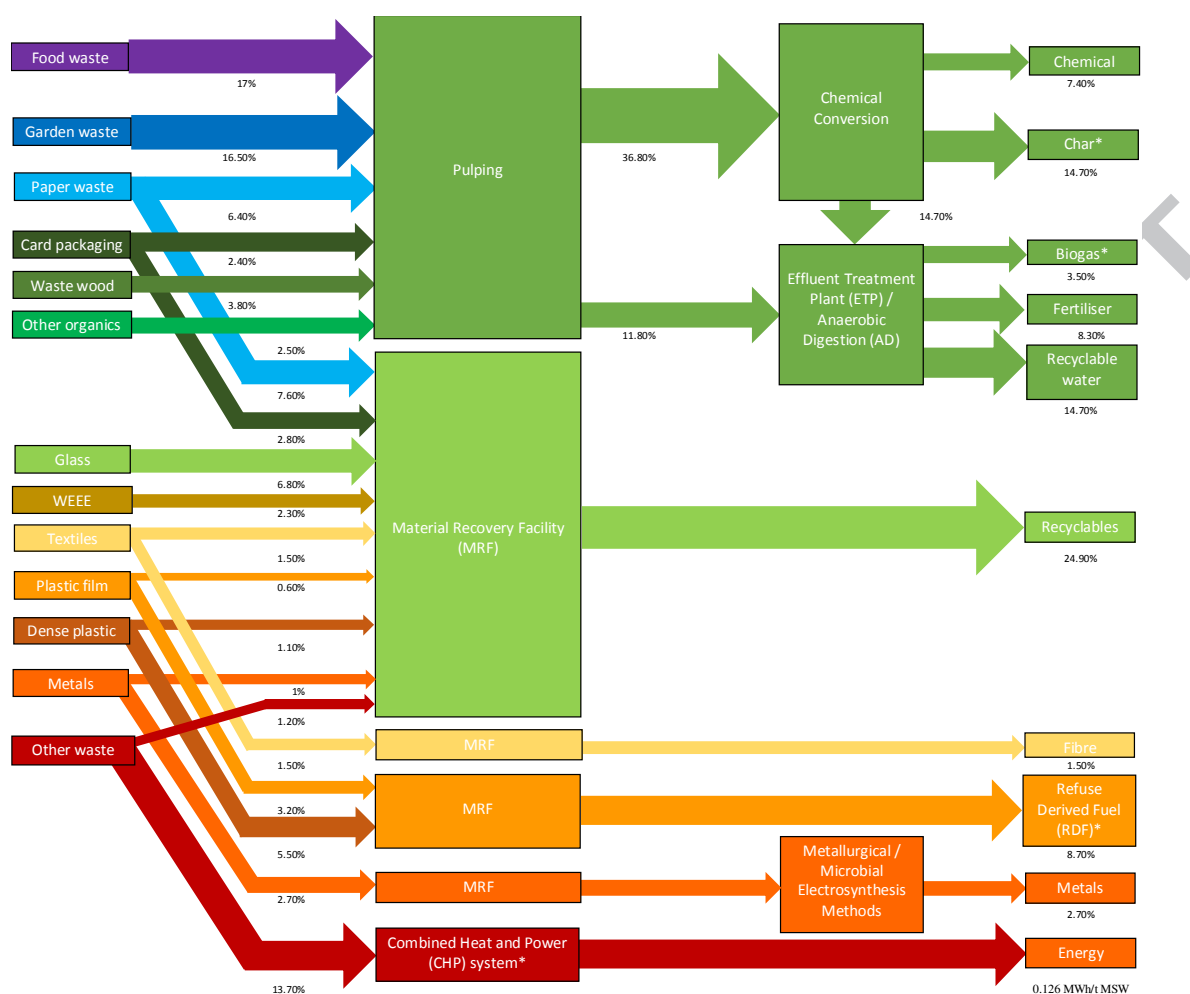 Food waste
17%
Garden waste
16.50%
Paper waste
6.40%
Card packaging
2.40%
Waste wood
3.80%
Other organics
2.50%
7.60%
2.80%
Glass
6.80%
WEEE
2.30%
Textiles
1.50%
Plastic film
0.60%
Dense plastic
1.10%
Metals
1%
1.20%
Other waste
1.50%
3.20%
5.50%
2.70%
13.70%
Pulping
36.80%
11.80%
Material Recovery Facility
(MRF)
MRF
MRF
MRF
Combined Heat and Power
(CHP) system*
Chemical
Conversion
14.70%
Effluent Treatment
Plant (ETP) /
Anaerobic
Digestion (AD)
Metallurgical /
Microbial
Electrosynthesis
Methods
Chemical
7.40%
Char*
14.70%
Biogas*
3.50%
Fertiliser
8.30%
Recyclable
water
14.70%
Recyclables
24.90%
Fibre
1.50%
Refuse
Derived Fuel
(RDF)*
8.70%
Metals
2.70%
Energy
0.126 MWh/t MSW